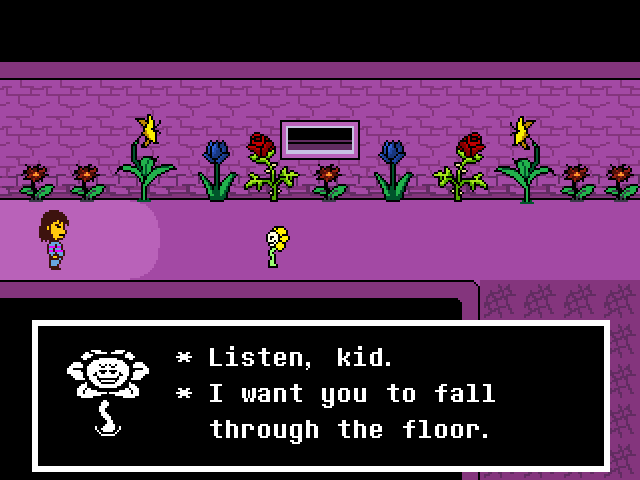 * Listen, kid.
* I want you to fall
through the floor.